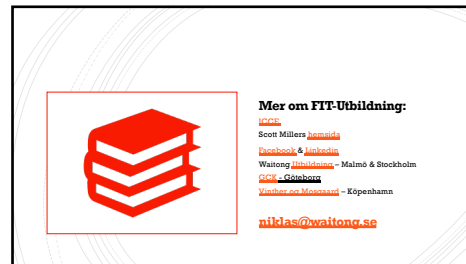 Mer om FIT-Utbildning:
ICCE
Scott Millers hemsida
Facebook & Linkedin
Waitong Utbildning – Malmö & Stockholm
GCK - Göteborg
Vinther og Mosgaard – Köpenhamn
niklas@waitong.se